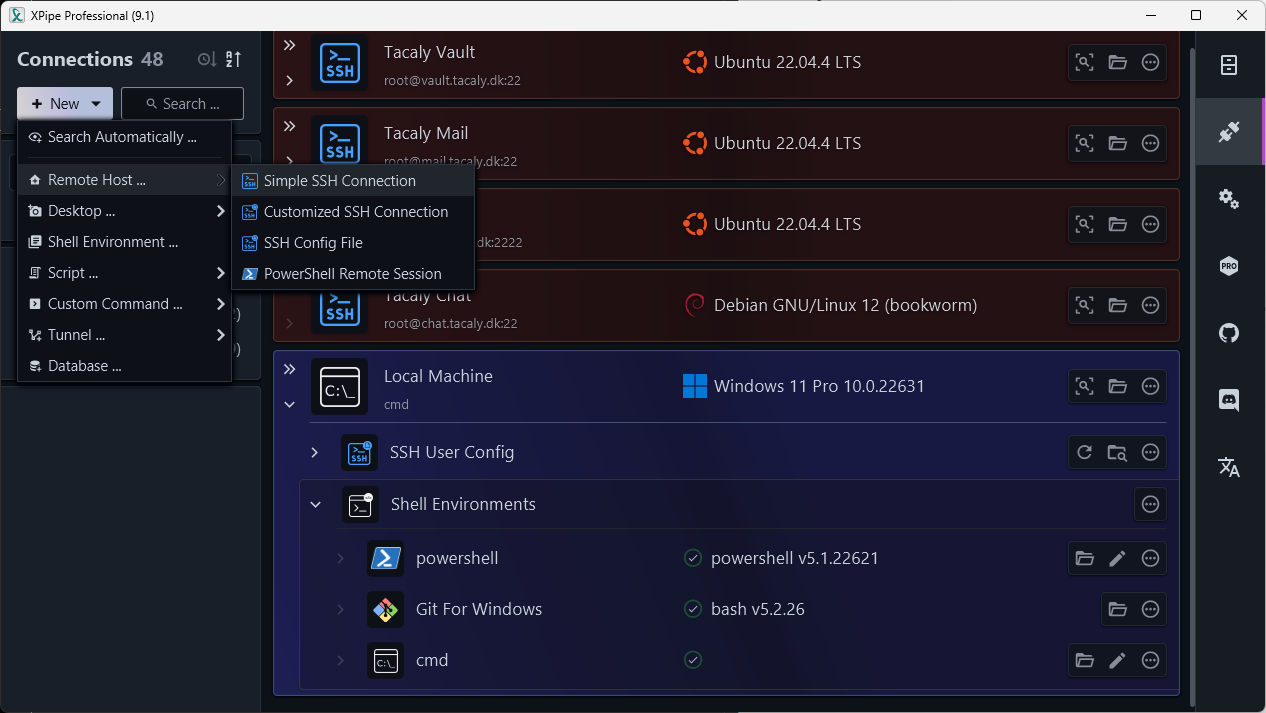 XPipe Professional (9.1)
Connections 48
New
Search ...
Search Automatically ...
Remote Host ...
Desktop ...
Shell Environment ...
Script ...
Custom Command ...
Tunnel ...
Database ...
Simple SSH Connection
Customized SSH Connection
SSH Config File
PowerShell Remote Session
SSH
Tacaly Vault
root@vault.tacaly.dk:22
Ubuntu 22.04.4 LTS
SSH
Tacaly Mail
root@mail.tacaly.dk:22
Ubuntu 22.04.4 LTS
dk:2222
Ubuntu 22.04.4 LTS
SSH
Tacaly Chat
root@chat.tacaly.dk:22
Debian GNU/Linux 12 (bookworm)
C:\_
Local Machine
cmd
Windows 11 Pro 10.0.22631
SSH
SSH User Config
Shell Environments
powershell
powershell v5.1.22621
Git For Windows
bash v5.2.26
C:\_
cmd
PRO